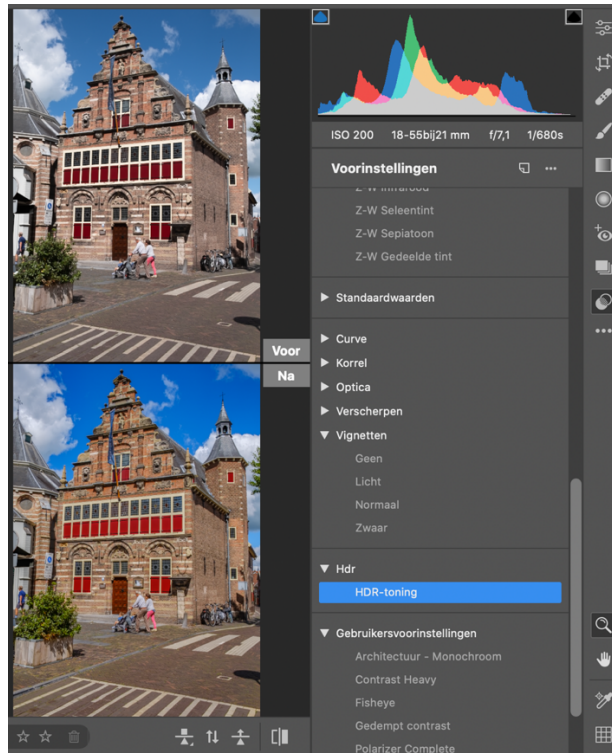 ISO 200 18-55bij21 mm f/7,1 1/680s
Voorinstellingen
Z-W Infrarood
Z-W Seleentint
Z-W Sepiatoon
Z-W Gedeelde tint
Standaardwaarden
Voor
Na
Curve
Korrel
Optica
Verscherpen
Vignetten
Geen
Licht
Normaal
Zwaar
Hdr
HDR-toning
Gebruikersvoorinstellingen
Architectuur - Monochroom
Contrast Heavy
Fisheye
Gedempt contrast
Polarizer Complete